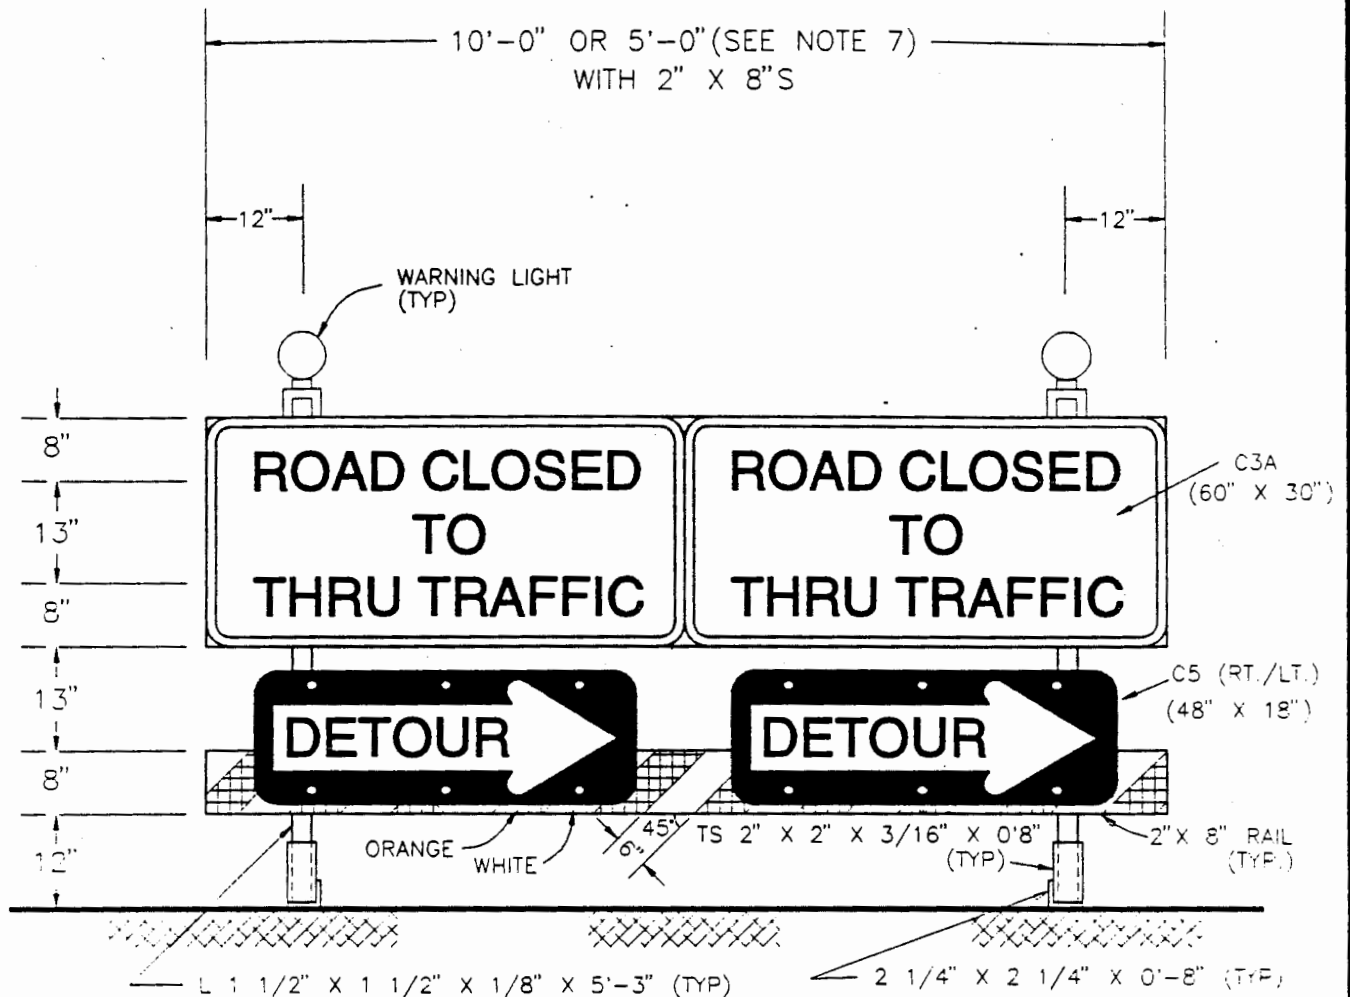 10'-0" OR 5'-0"(SEE NOTE 7)
WITH 2" X 8"S
12"
12"
WARNING LIGHT
(TYP)
8"
13"
8"
13"
8"
12"
ROAD CLOSED
TO
THRU TRAFFIC
ROAD CLOSED
TO
THRU TRAFFIC
C3A
(60" X 30")
DETOUR
DETOUR
C5 (RT./LT.)
(48" X 18")
ORANGE
WHITE
45°
6"
TS 2" X 2" X 3/16" X 0'8"
(TYP)
2"X 8" RAIL
(TYP.)
L 1 1/2" X 1 1/2" X 1/8" X 5'-3" (TYP)
2 1/4" X 2 1/4" X 0'-8" (TYP)